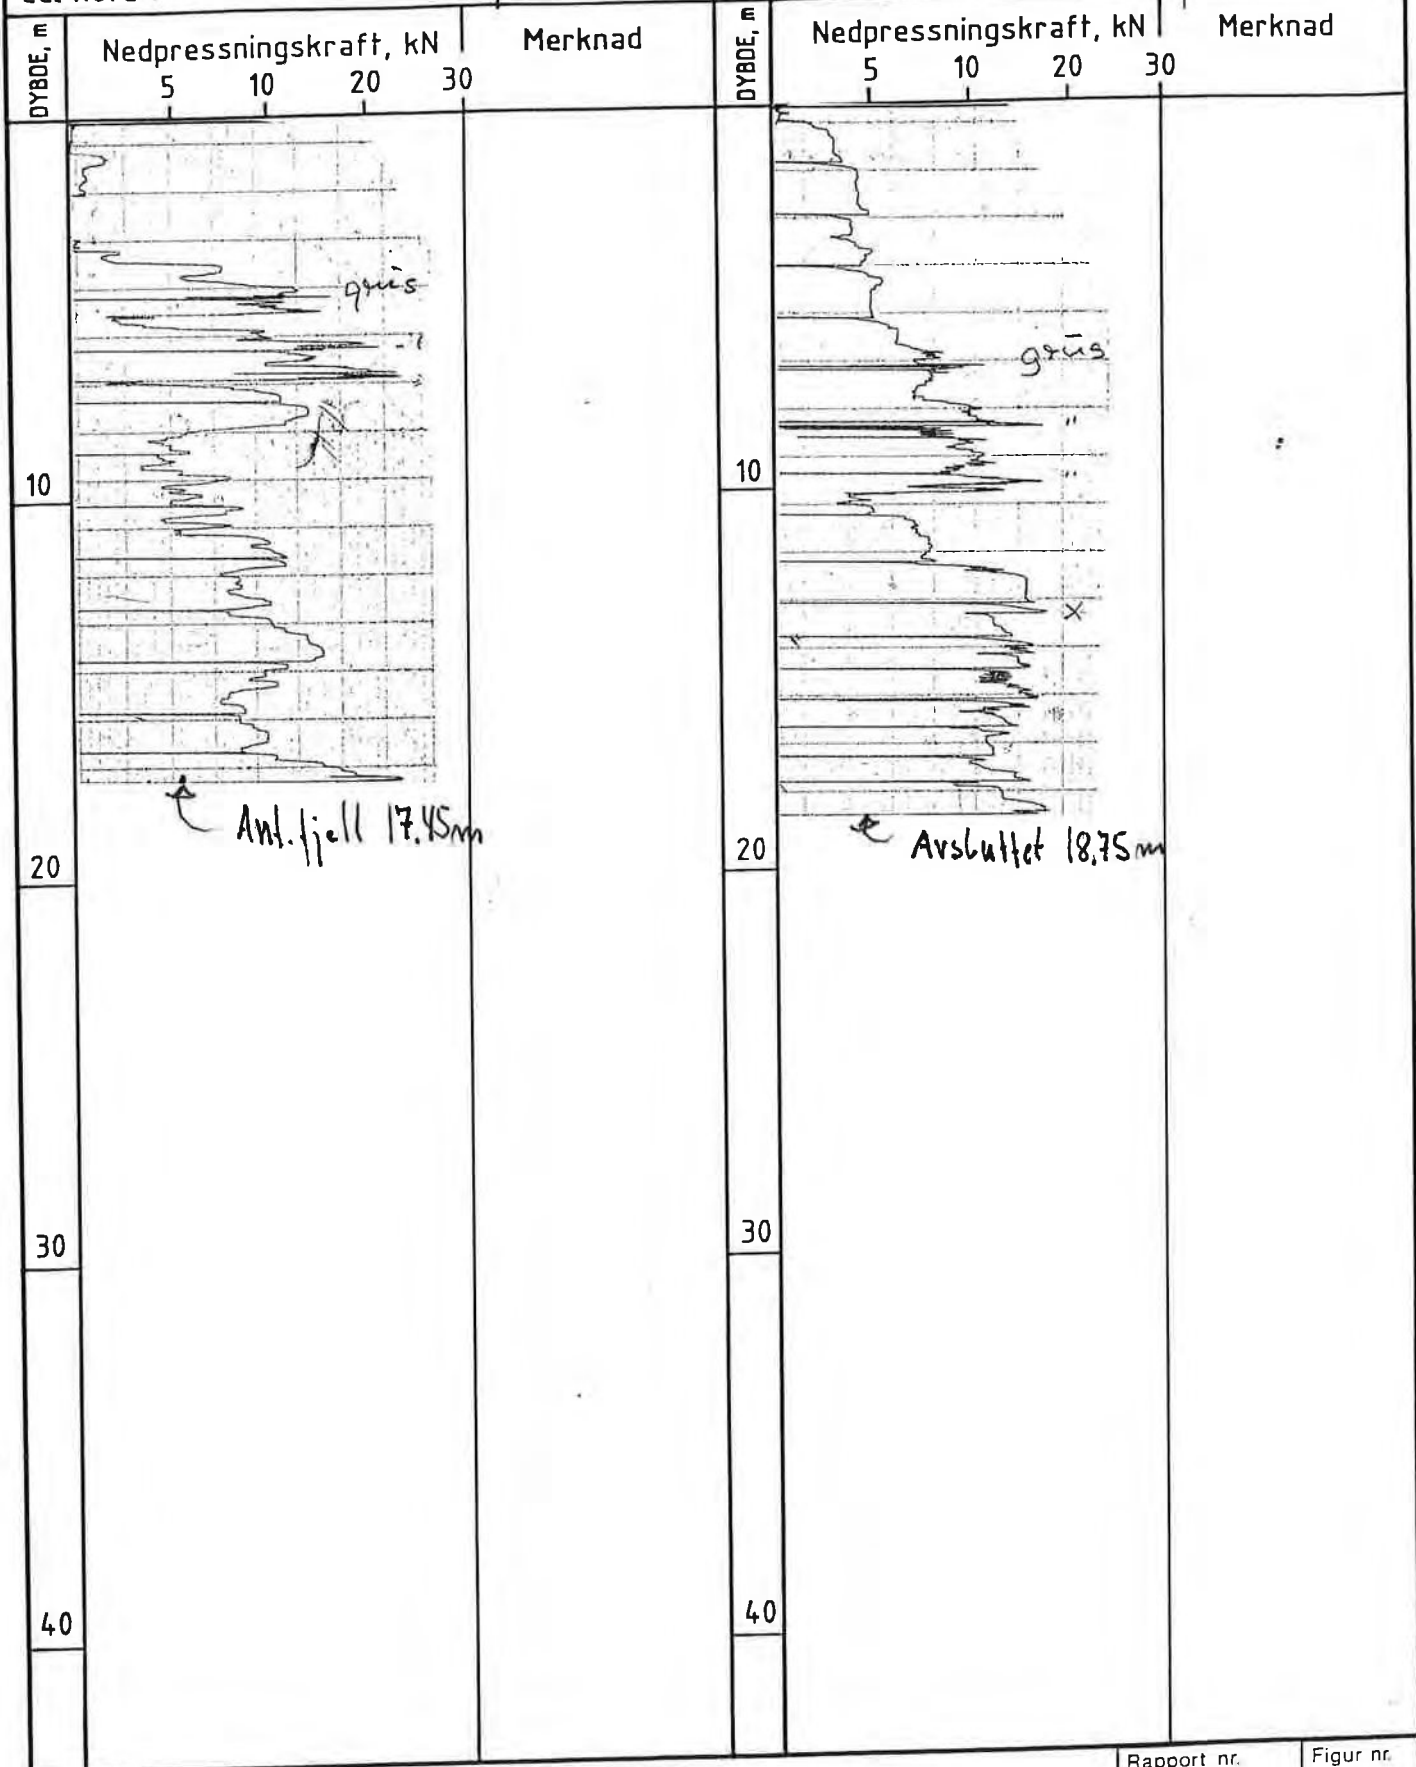 DYBDE, m
Nedpressningskraft, kN
5 10 20 30
Merknad
grus
10
Ant. fjell 17.45m
20
30
40
DYBDE, m
Nedpressningskraft, kN
5 10 20 30
Merknad
grus
"
10
"
x
Avsluttet 18,75 m
20
30
40
Rapport nr.
Figur nr.